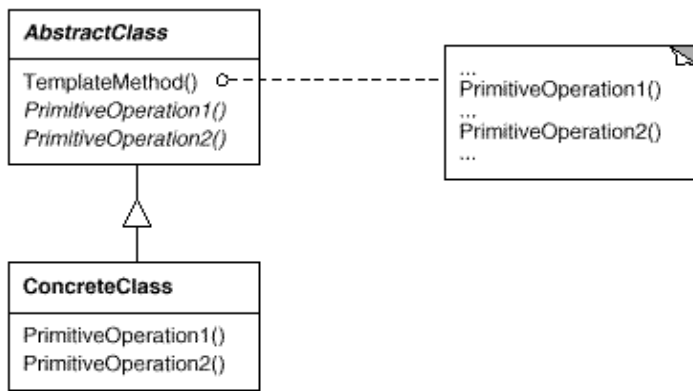 AbstractClass
TemplateMethod()
PrimitiveOperation1()
PrimitiveOperation2()
...
PrimitiveOperation1()
...
PrimitiveOperation2()
...
ConcreteClass
PrimitiveOperation1()
PrimitiveOperation2()